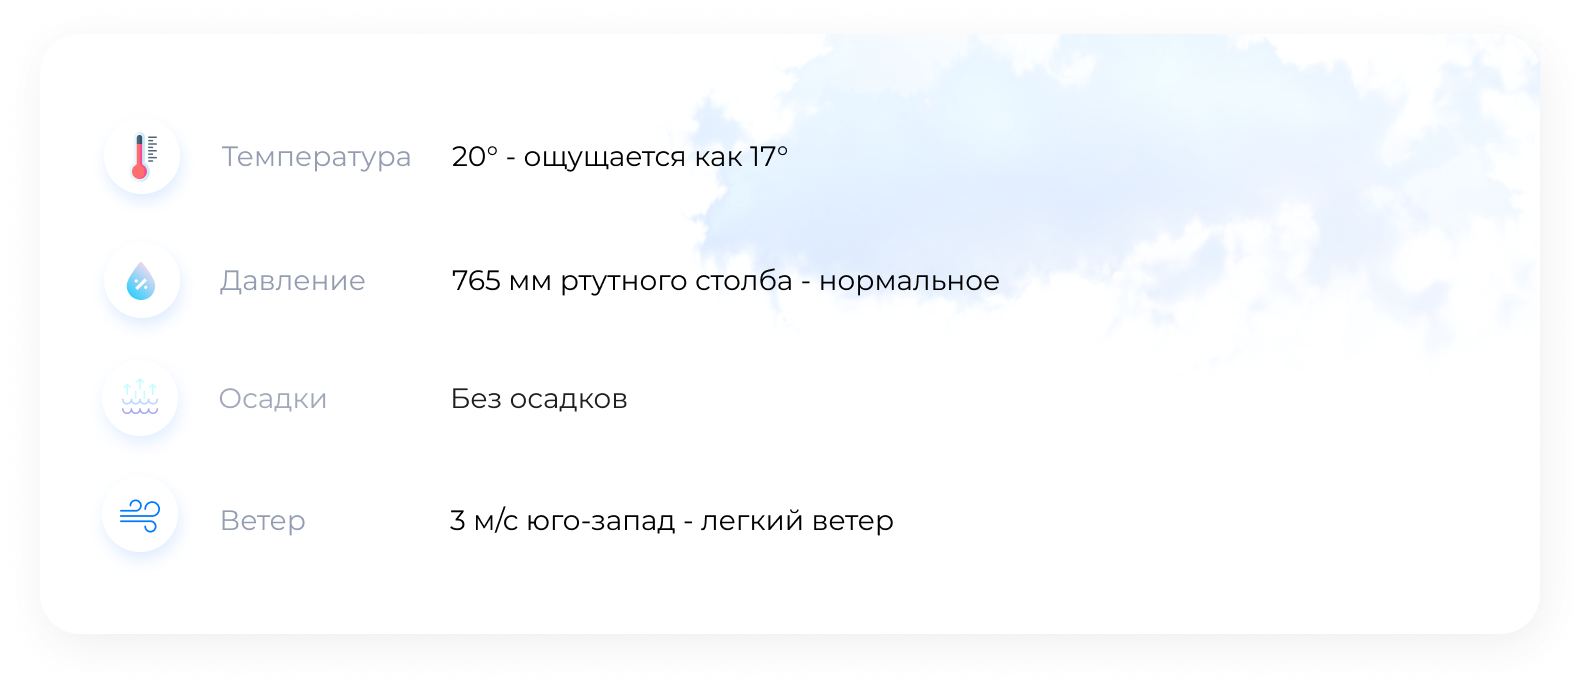 Температура 20° - ощущается как 17°
Давление 765 мм ртутного столба - нормальное
Осадки Без осадков
Ветер 3 м/с юго-запад - легкий ветер